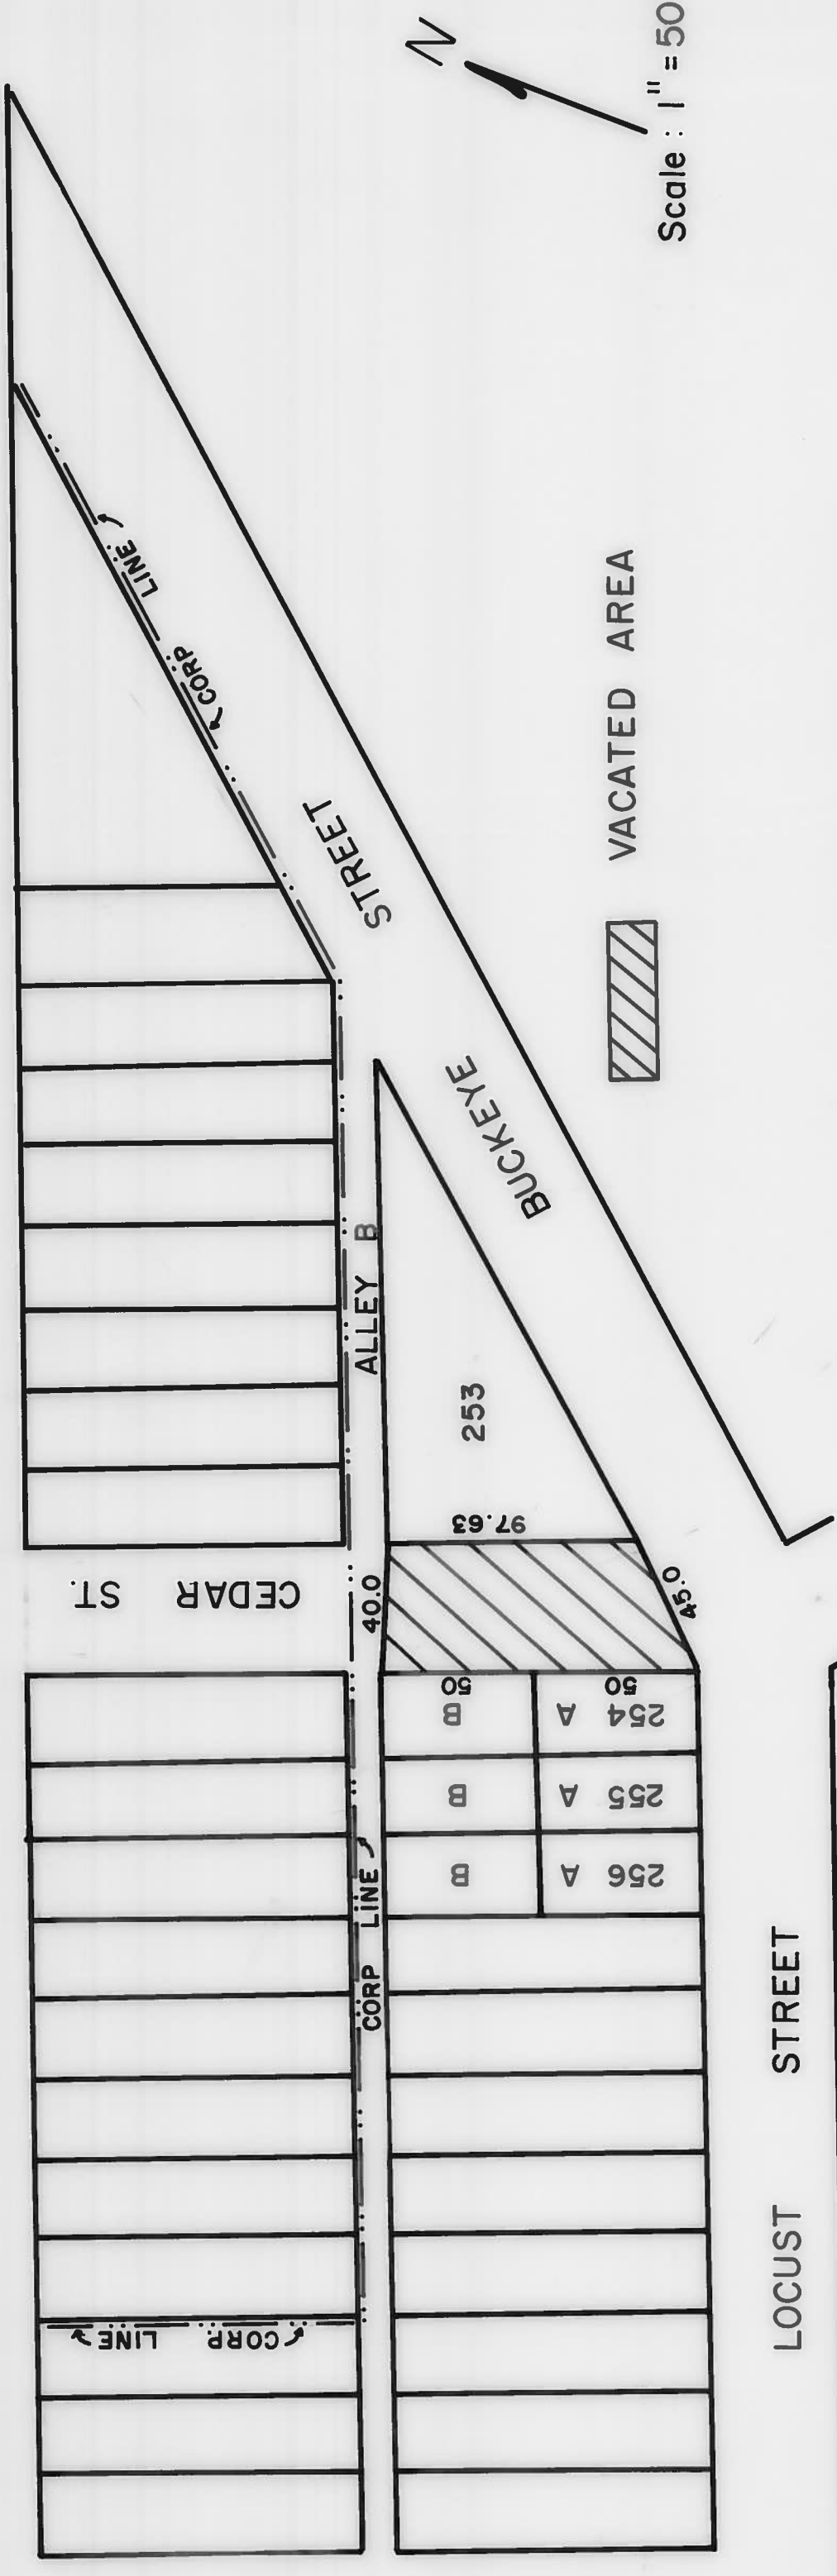 N
Scale : 1" = 50
CORP LINE
STREET
BUCKEYE
VACATED AREA
ALLEY B
253
97.63
CEDAR ST.
40.0
45.0
50
50
B
254 A
B
255 A
B
256 A
CORP LINE
CORP. LINE
LOCUST STREET